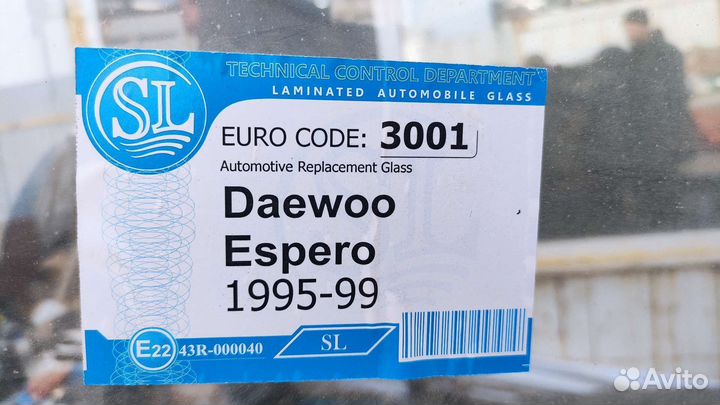 SL
TECHNICAL CONTROL DEPARTMENT
LAMINATED AUTOMOBILE GLASS
EURO CODE: 3001
Automotive Replacement Glass
Daewoo
Espero
1995-99
E22 43R-000040
SL
Avito